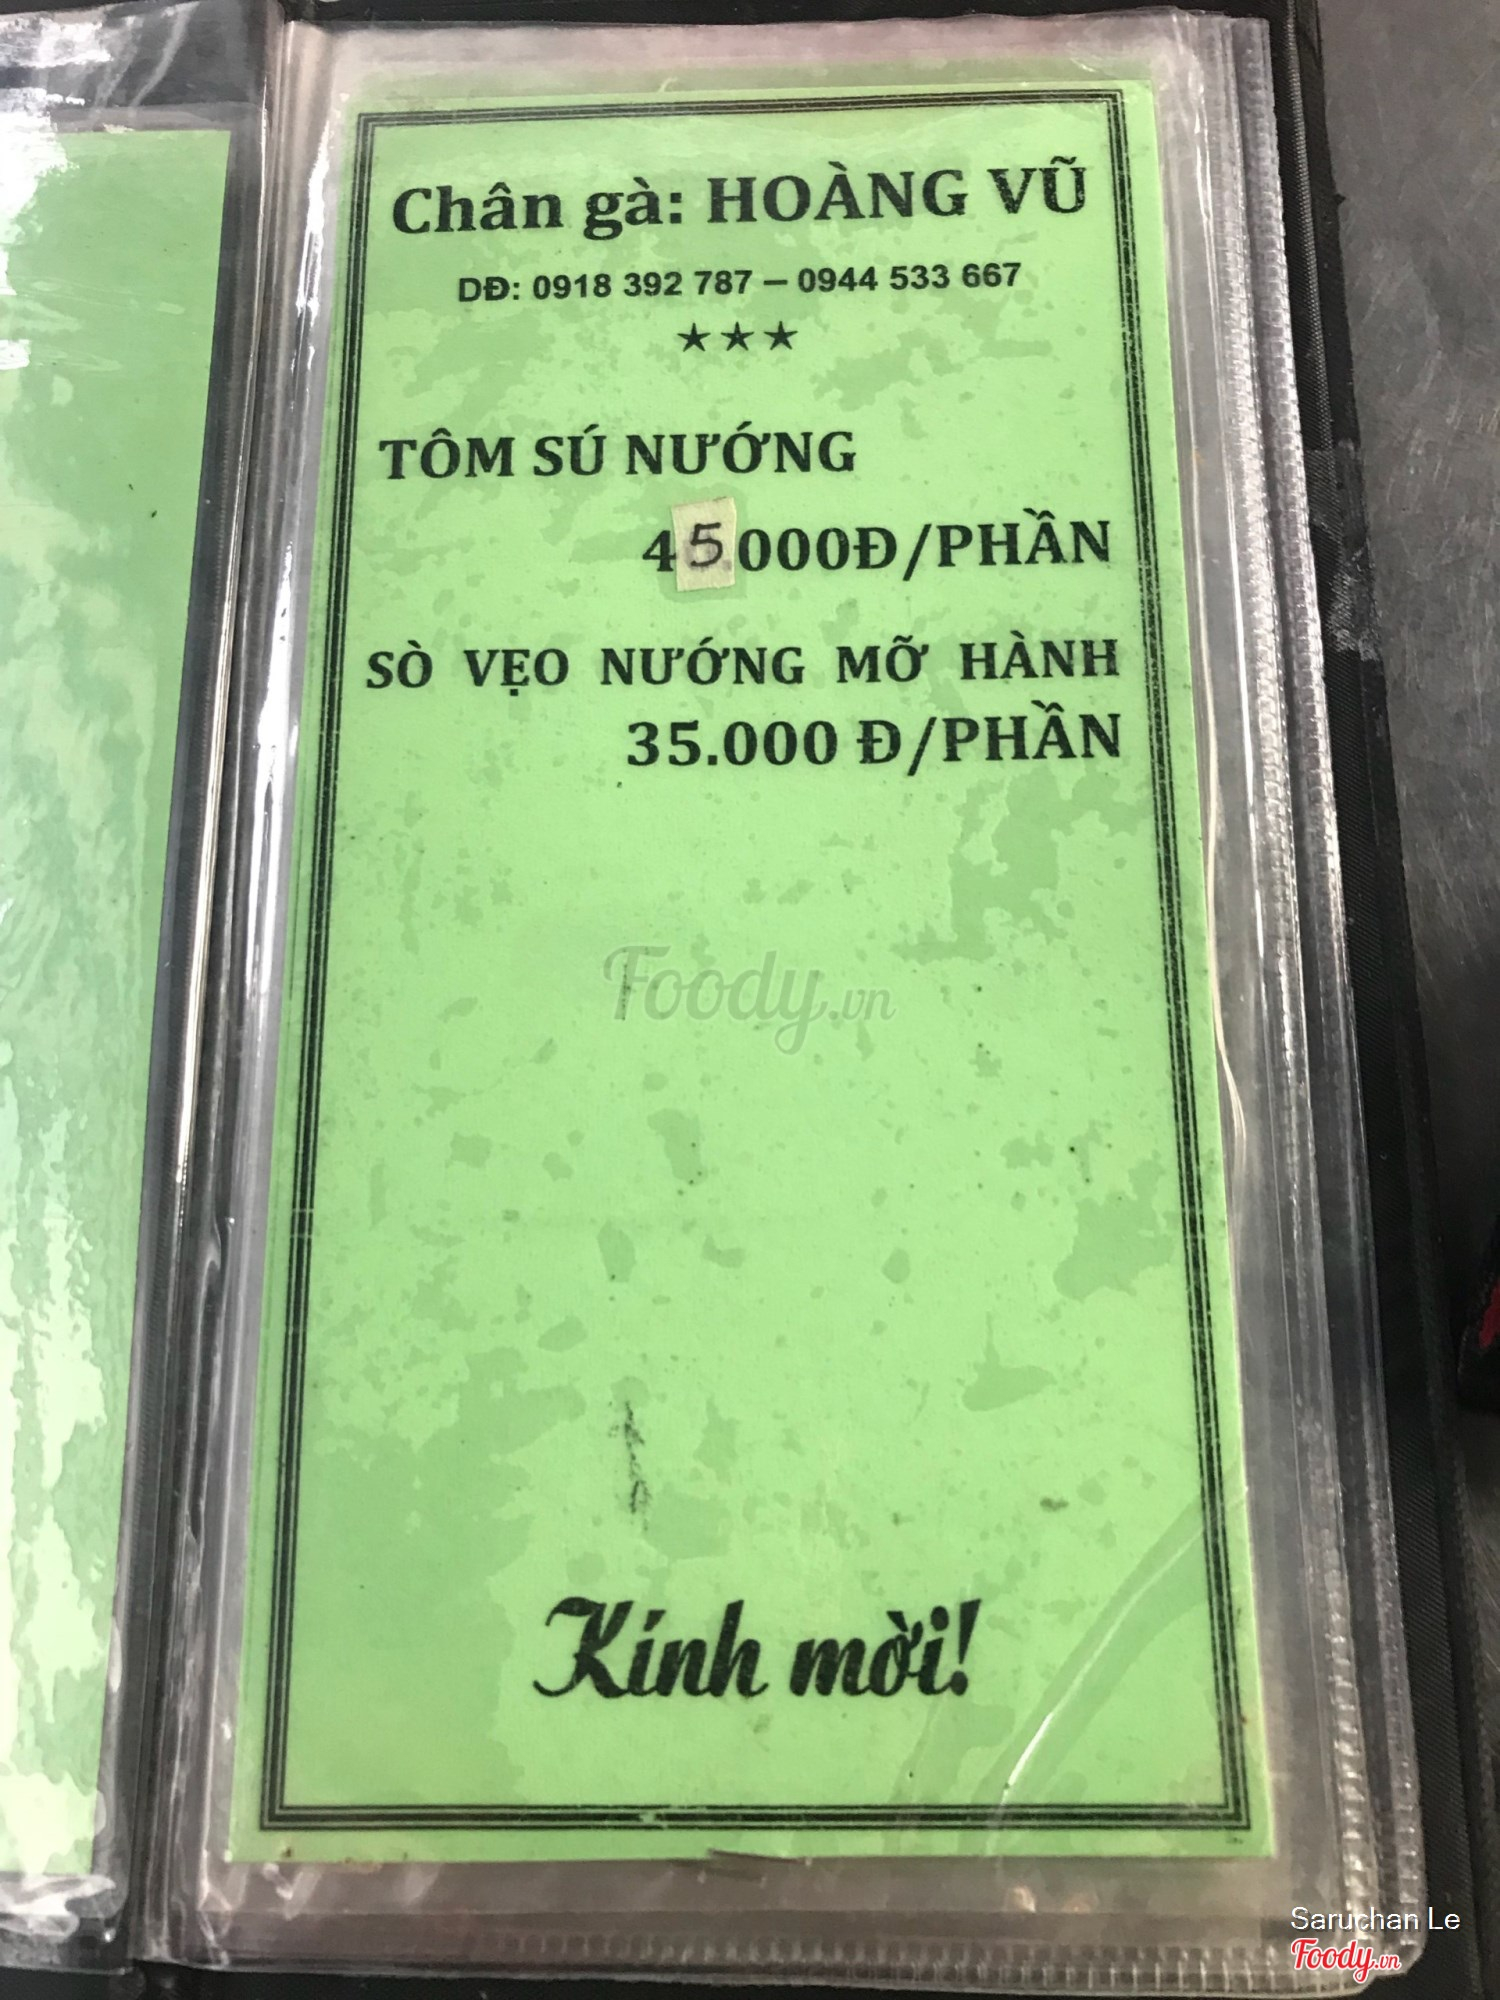 Chân gà: HOÀNG VŨ
DĐ: 0918 392 787 – 0944 533 667
★★★
TÔM SÚ NƯỚNG
45.000Đ/PHẦN
SÒ VẸO NƯỚNG MỠ HÀNH
35.000 Đ/PHẦN
Foody.vn
Kính mời!
Saruchan Le
Foody.vn